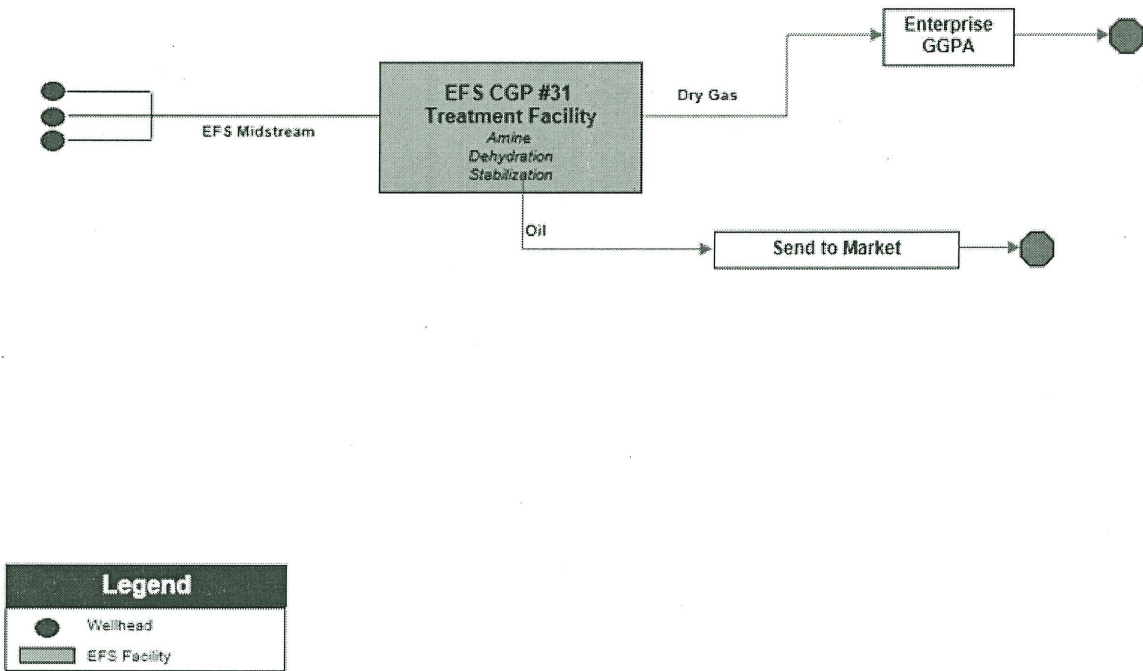 Enterprise
GGPA
EFS CGP #31
Treatment Facility
Amine
Dehydration
Stabilization
Dry Gas
EFS Midstream
Oil
Send to Market
Legend
Wellhead
EFS Facility